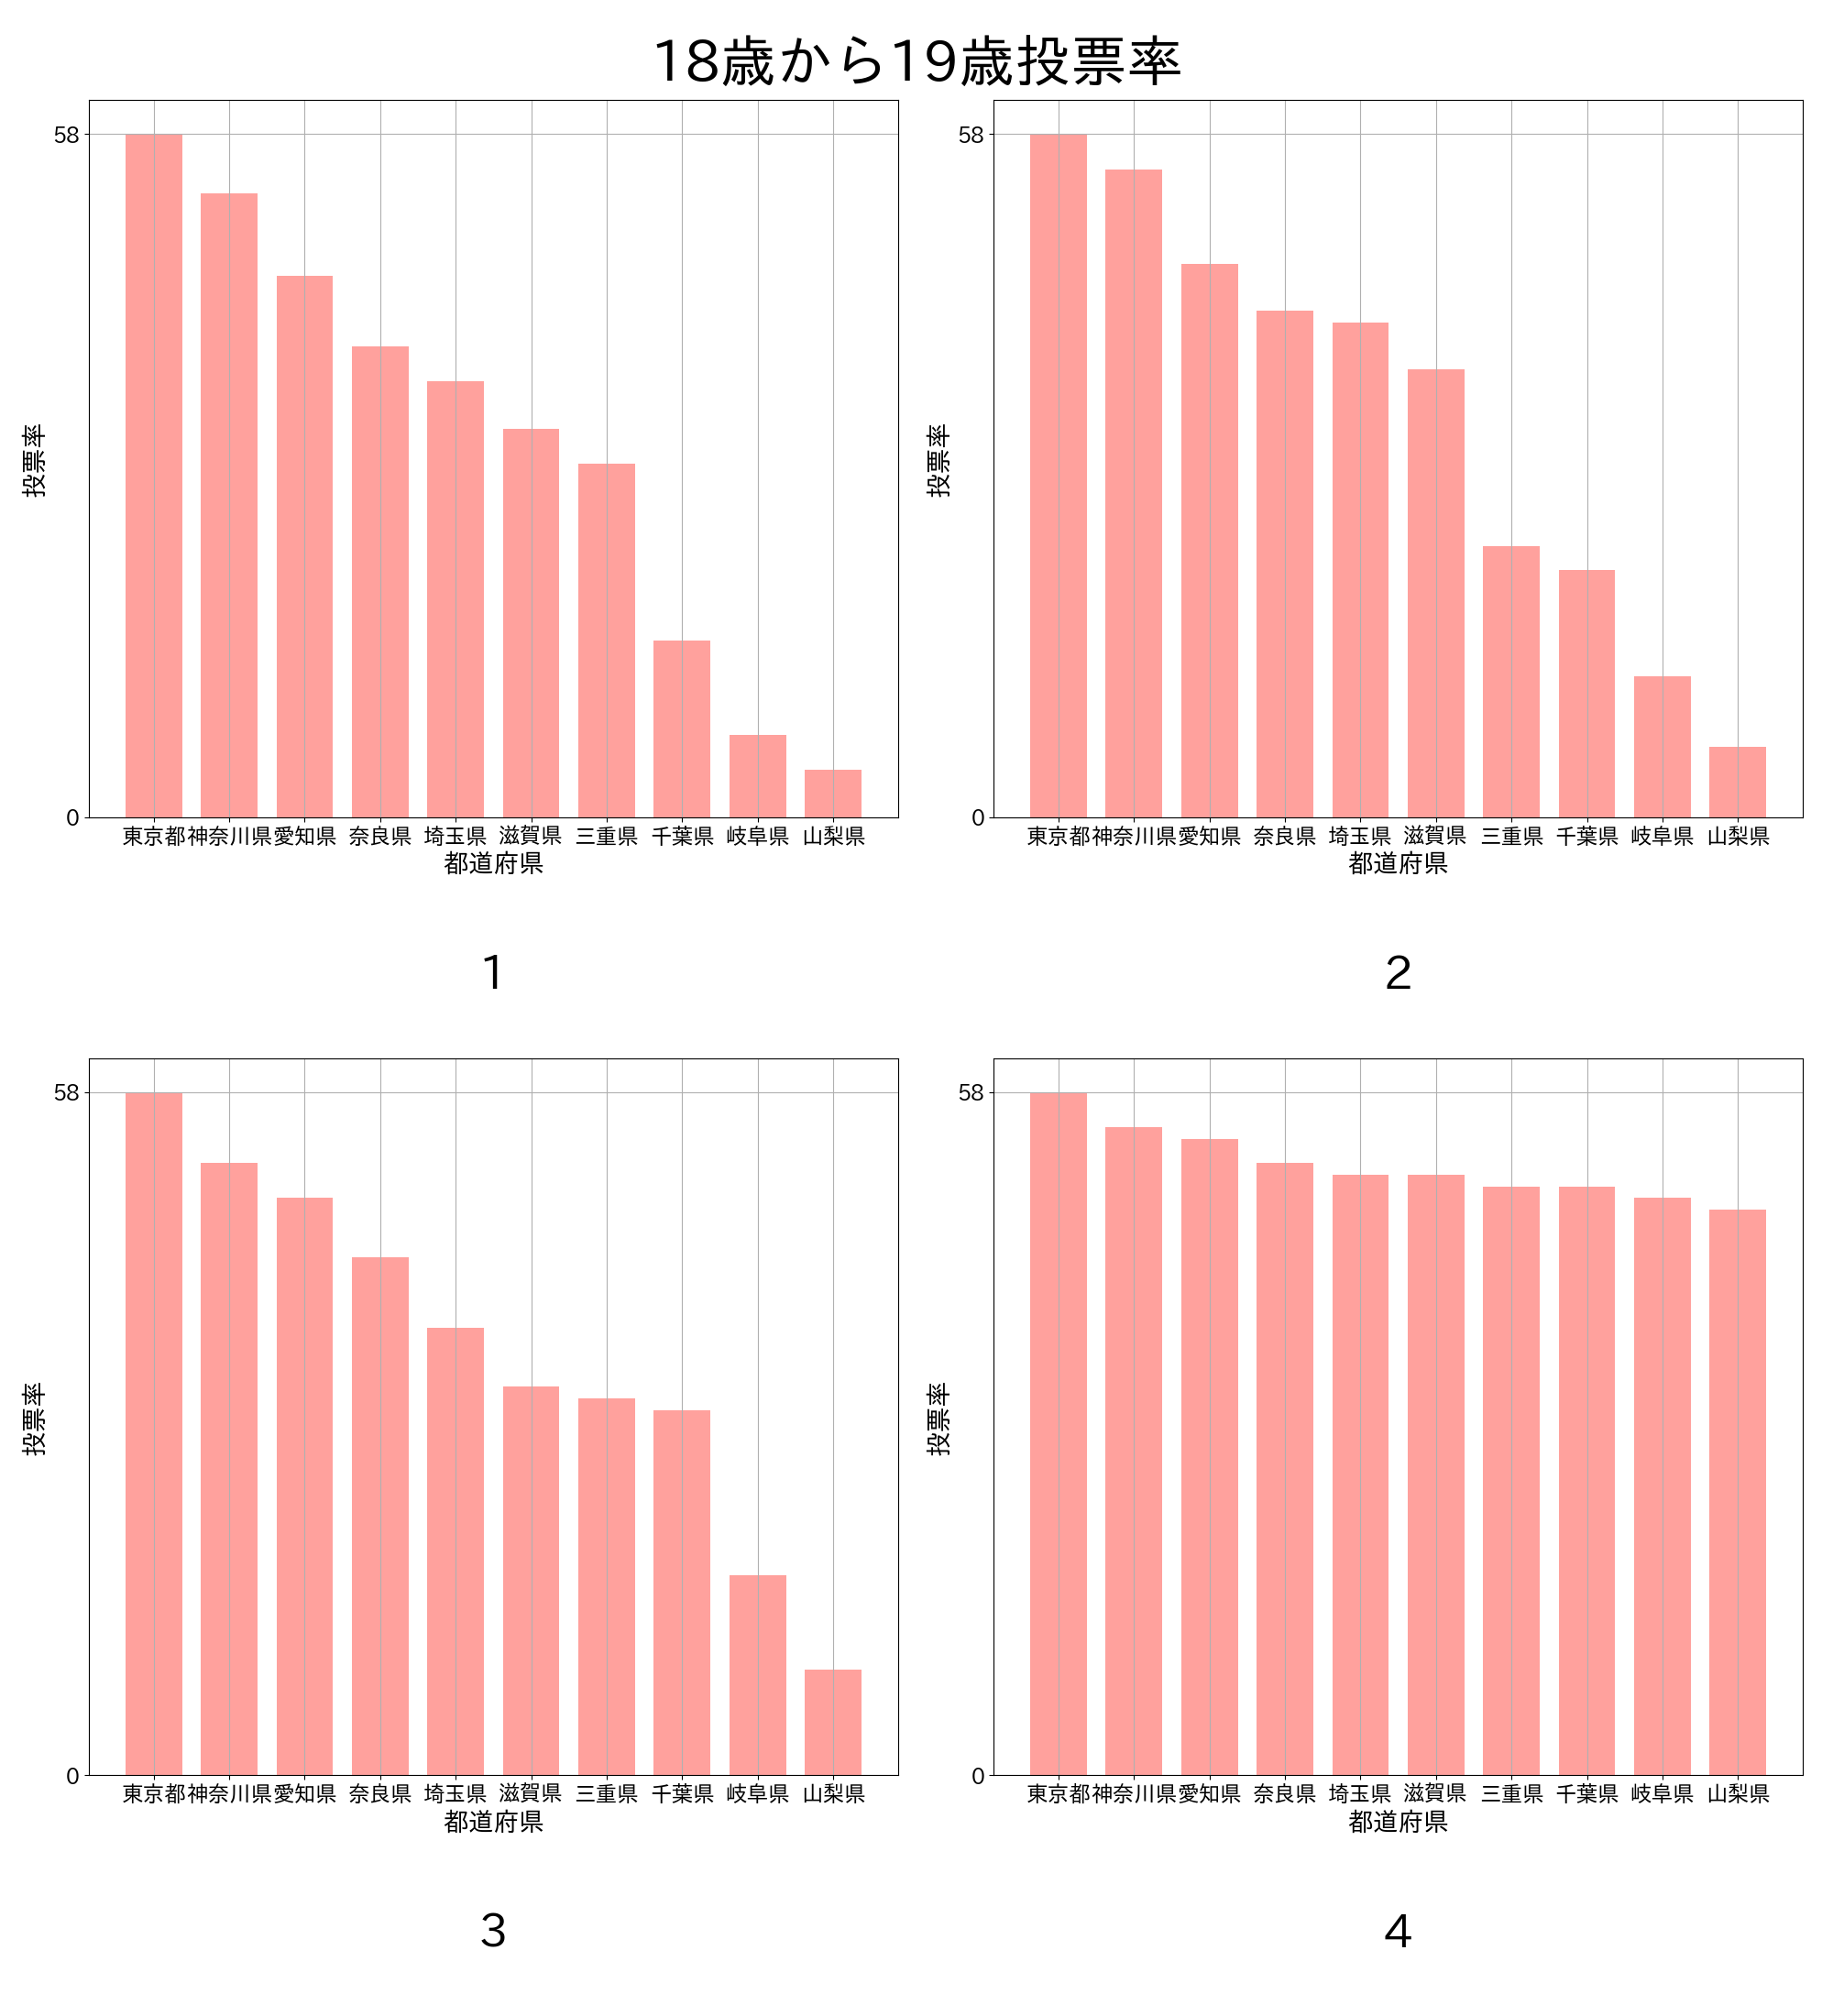 18歳から19歳投票率
58
0
投票率
東京都 神奈川県 愛知県 奈良県 埼玉県 滋賀県 三重県 千葉県 岐阜県 山梨県
都道府県
1
58
0
投票率
東京都 神奈川県 愛知県 奈良県 埼玉県 滋賀県 三重県 千葉県 岐阜県 山梨県
都道府県
2
58
0
投票率
東京都 神奈川県 愛知県 奈良県 埼玉県 滋賀県 三重県 千葉県 岐阜県 山梨県
都道府県
3
58
0
投票率
東京都 神奈川県 愛知県 奈良県 埼玉県 滋賀県 三重県 千葉県 岐阜県 山梨県
都道府県
4